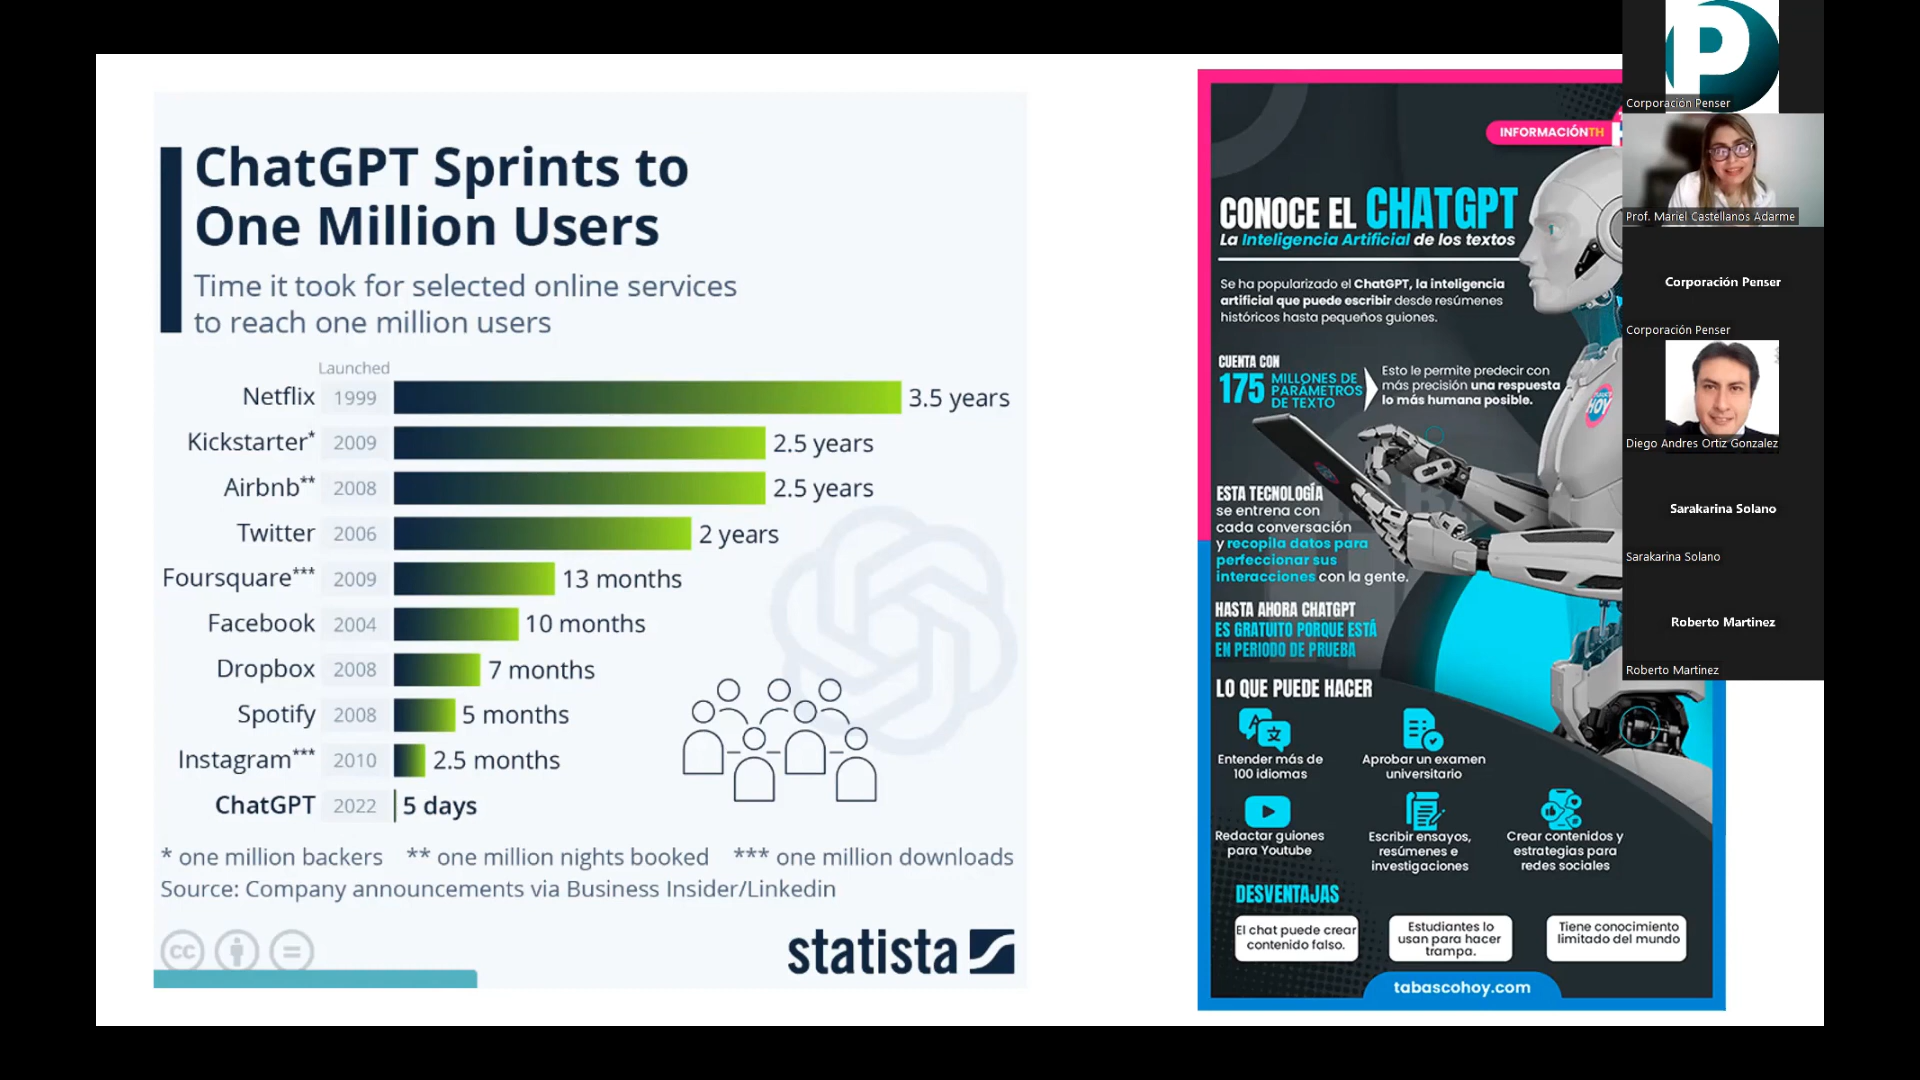 ChatGPT Sprints to
One Million Users
Time it took for selected online services
to reach one million users
Launched
Netflix 1999 3.5 years
Kickstarter* 2009 2.5 years
Airbnb** 2008 2.5 years
Twitter 2006 2 years
Foursquare*** 2009 13 months
Facebook 2004 10 months
Dropbox 2008 7 months
Spotify 2008 5 months
Instagram*** 2010 2.5 months
ChatGPT 2022 5 days
* one million backers ** one million nights booked *** one million downloads
Source: Company announcements via Business Insider/Linkedin
cc
statista
INFORMACIÓNTH
CONOCE EL CHATGPT
La Inteligencia Artificial de los textos
Se ha popularizado el ChatGPT, la inteligencia
artificial que puede escribir desde resúmenes
históricos hasta pequeños guiones.
CUENTA CON
175 MILLONES DE
PARÁMETROS
DE TEXTO
Esto le permite predecir con
más precisión una respuesta
lo más humana posible.
HOY
ESTA TECNOLOGÍA
se entrena con
cada conversación
y recopila datos para
perfeccionar sus
interacciones con la gente.
HASTA AHORA CHATGPT
ES GRATUITO PORQUE ESTÁ
EN PERIODO DE PRUEBA
LO QUE PUEDE HACER
Entender más de
100 idiomas
Aprobar un examen
universitario
Redactar guiones
para Youtube
Escribir ensayos,
resúmenes e
investigaciones
Crear contenidos y
estrategias para
redes sociales
DESVENTAJAS
El chat puede crear
contenido falso.
Estudiantes lo
usan para hacer
trampa.
Tiene conocimiento
limitado del mundo
tabascohoy.com
P
Corporación Penser
Prof. Mariel Castellanos Adarme
Corporación Penser
Corporación Penser
Diego Andres Ortiz Gonzalez
Sarakarina Solano
Sarakarina Solano
Roberto Martinez
Roberto Martinez